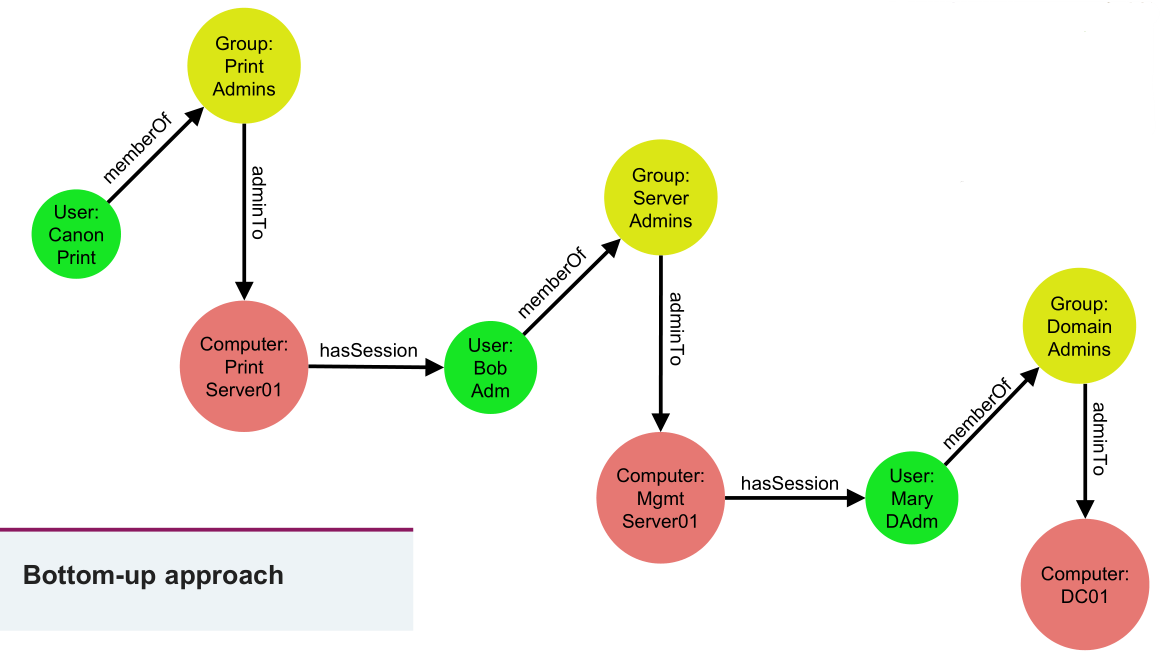 Group:
Print
Admins
memberOf
User:
Canon
Print
adminTo
Computer:
Print
Server01
hasSession
User:
Bob
Adm
memberOf
Group:
Server
Admins
adminTo
Computer:
Mgmt
Server01
hasSession
User:
Mary
DAdm
memberOf
Group:
Domain
Admins
adminTo
Computer:
DC01
Bottom-up approach